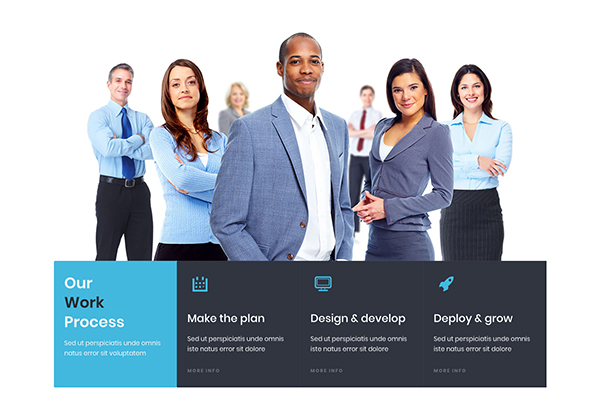 Our
Work
Process
Sed ut perspiciatis unde omnis
natus error sit voluptatem
Make the plan
Sed ut perspiciatis unde omnis
iste natus error sit dolore
MORE INFO
Design & develop
Sed ut perspiciatis unde omnis
iste natus error sit dolore
MORE INFO
Deploy & grow
Sed ut perspiciatis unde omnis
iste natus error sit dolore
MORE INFO